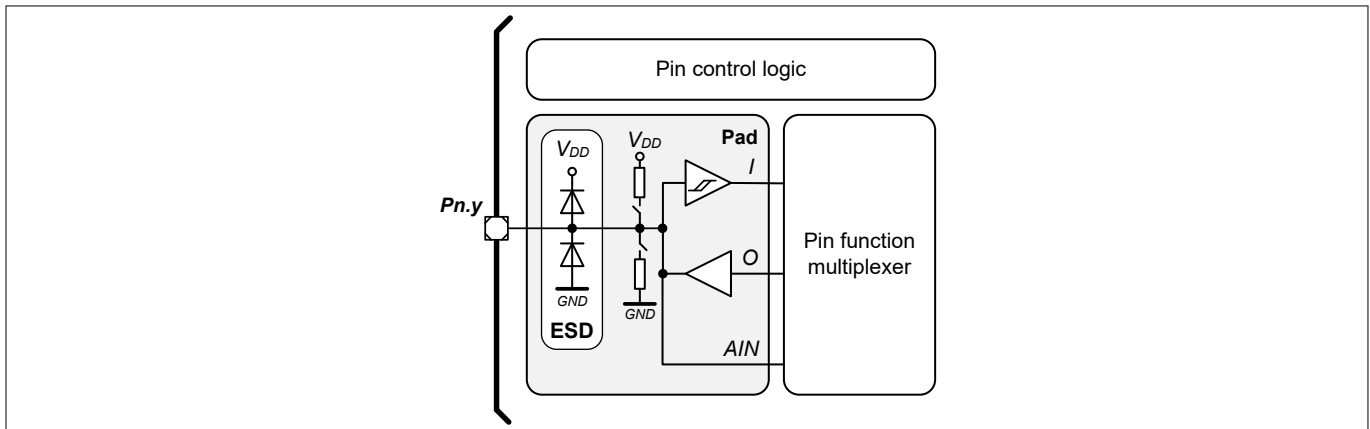 Pin control logic
VDD
VDD
Pad
I
Pn.y
Pin function
multiplexer
O
GND
GND
ESD
AIN